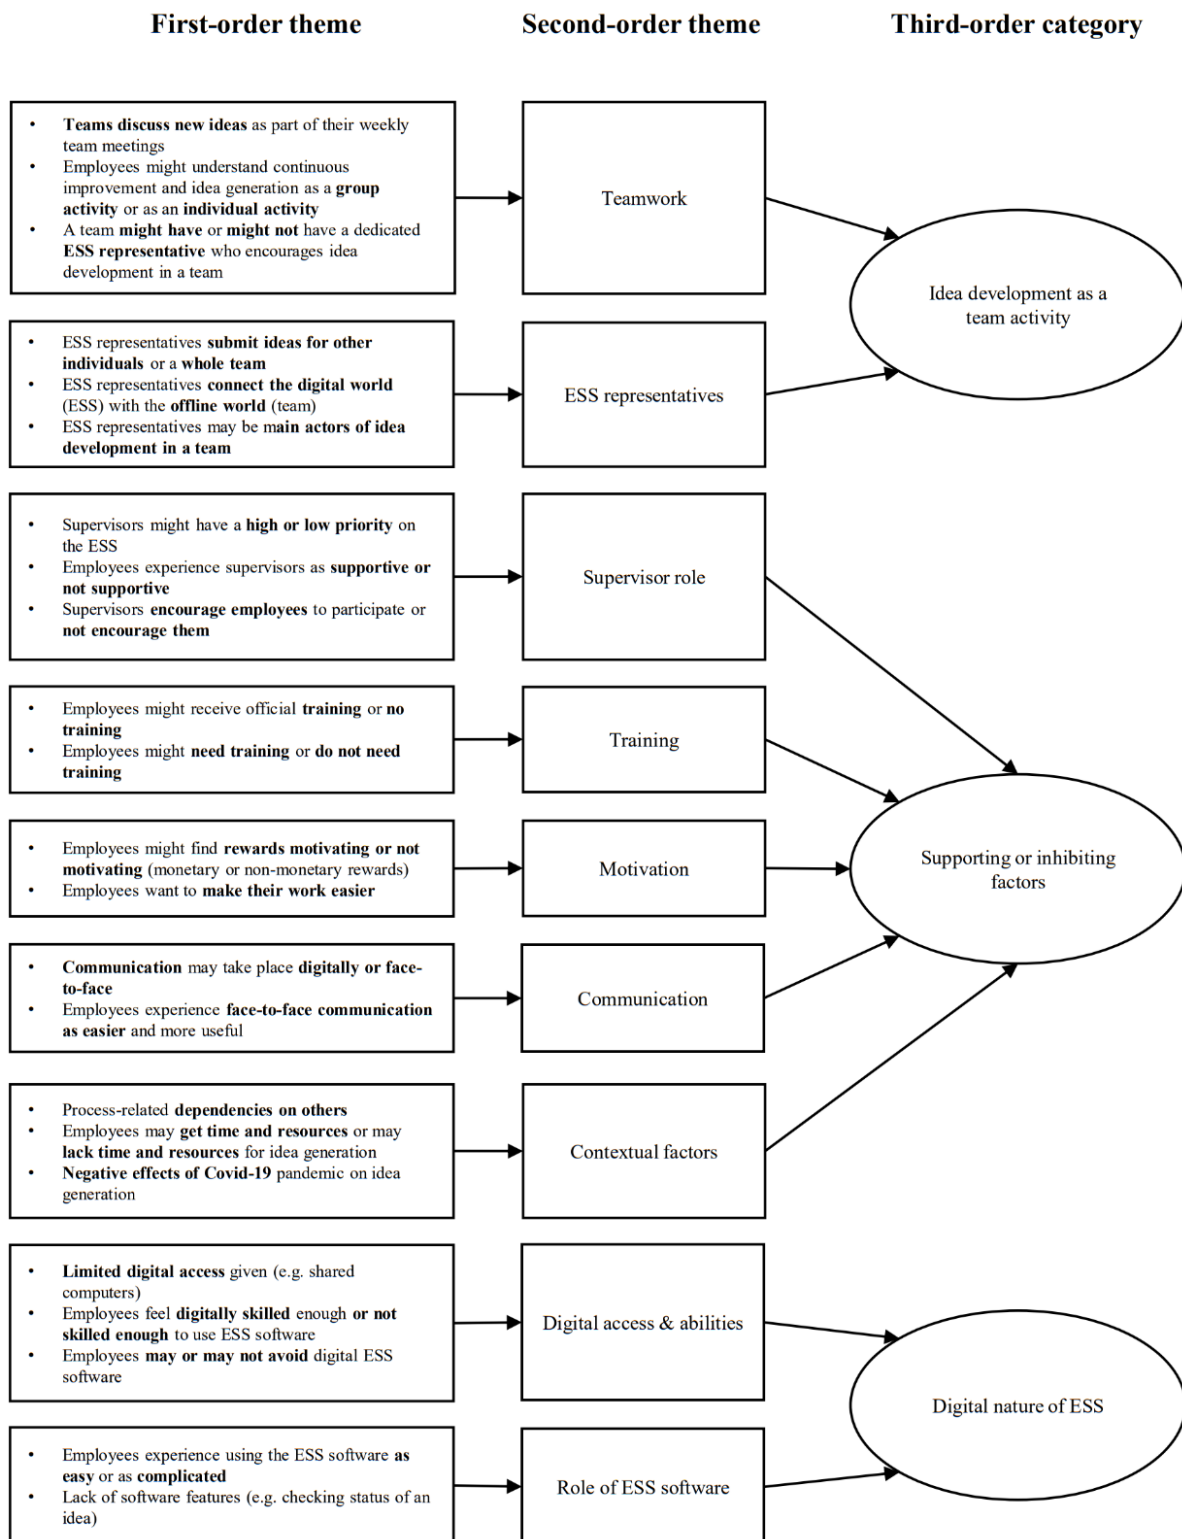 First-order theme
Second-order theme
Third-order category
• Teams discuss new ideas as part of their weekly
team meetings
• Employees might understand continuous
improvement and idea generation as a group
activity or as an individual activity
• A team might have or might not have a dedicated
ESS representative who encourages idea
development in a team
Teamwork
Idea development as a
team activity
• ESS representatives submit ideas for other
individuals or a whole team
• ESS representatives connect the digital world
(ESS) with the offline world (team)
• ESS representatives may be main actors of idea
development in a team
ESS representatives
• Supervisors might have a high or low priority on
the ESS
• Employees experience supervisors as supportive or
not supportive
• Supervisors encourage employees to participate or
not encourage them
Supervisor role
• Employees might receive official training or no
training
• Employees might need training or do not need
training
Training
• Employees might find rewards motivating or not
motivating (monetary or non-monetary rewards)
• Employees want to make their work easier
Motivation
Supporting or inhibiting
factors
• Communication may take place digitally or face-
to-face
• Employees experience face-to-face communication
as easier and more useful
Communication
• Process-related dependencies on others
• Employees may get time and resources or may
lack time and resources for idea generation
• Negative effects of Covid-19 pandemic on idea
generation
Contextual factors
• Limited digital access given (e.g. shared
computers)
• Employees feel digitally skilled enough or not
skilled enough to use ESS software
• Employees may or may not avoid digital ESS
software
Digital access & abilities
Digital nature of ESS
• Employees experience using the ESS software as
easy or as complicated
• Lack of software features (e.g. checking status of an
idea)
Role of ESS software